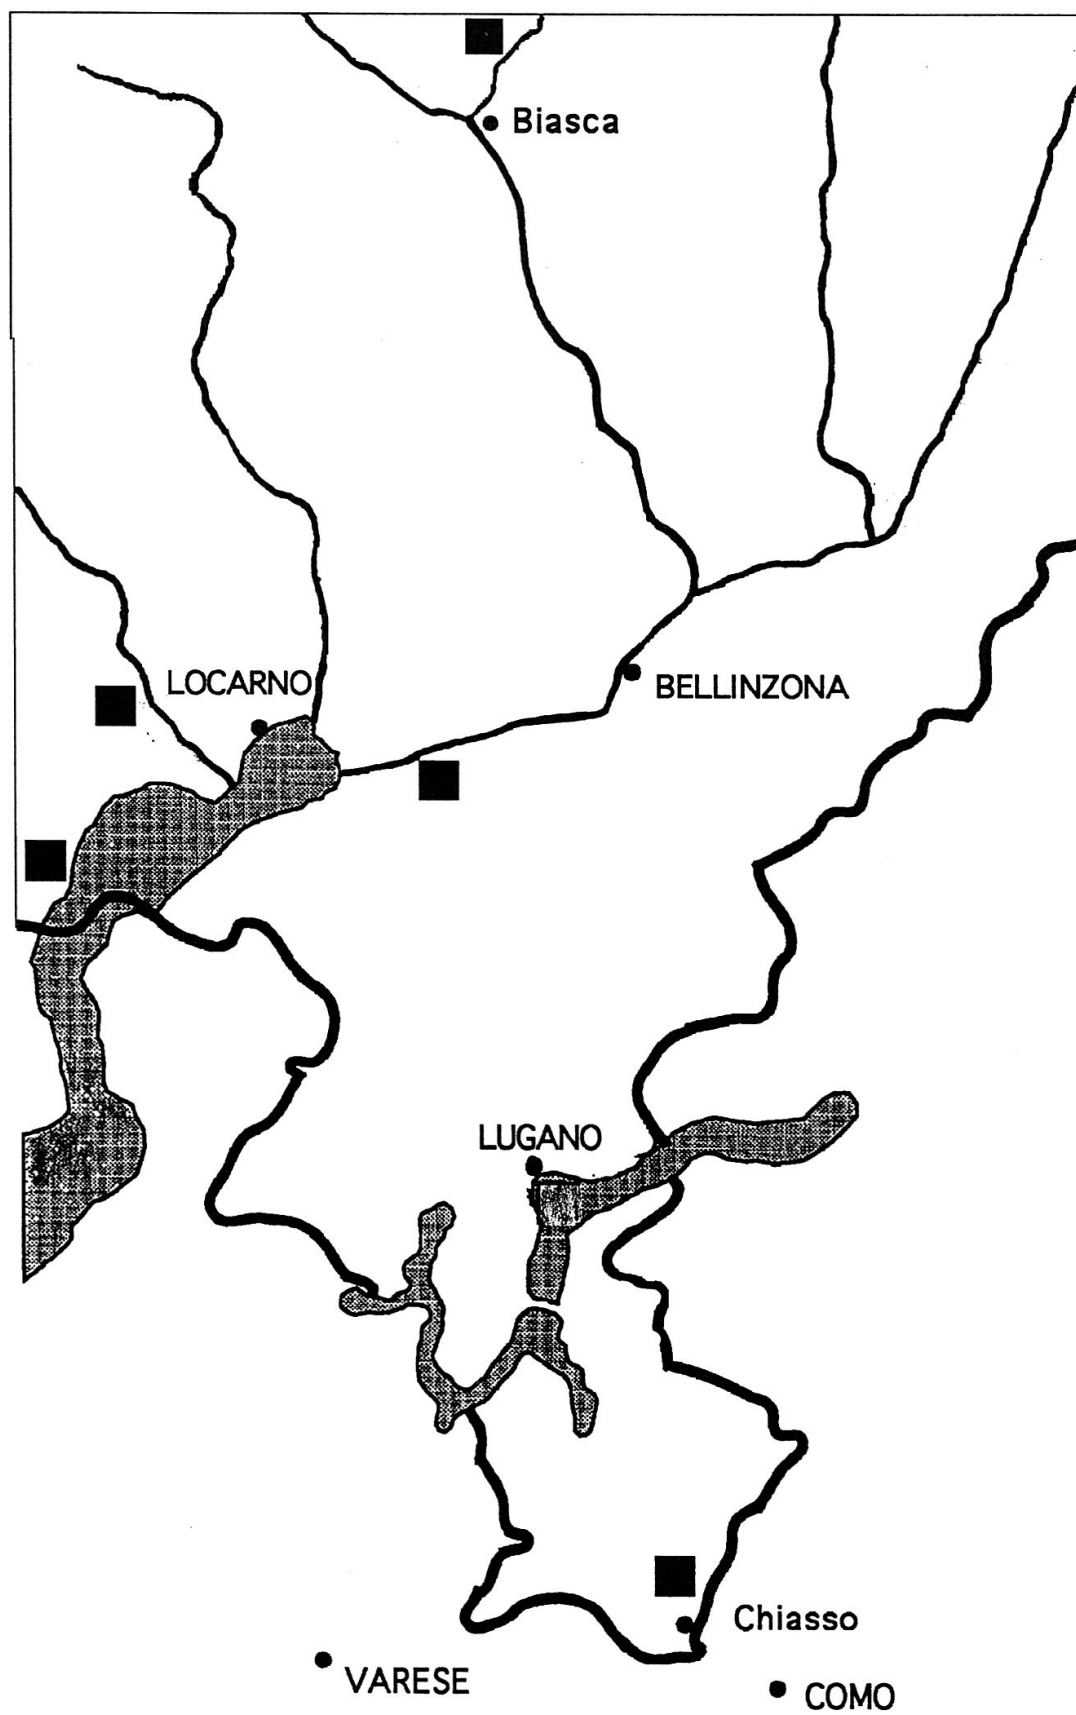 Biasca
LOCARNO
BELLINZONA
LUGANO
Chiasso
VARESE
COMO